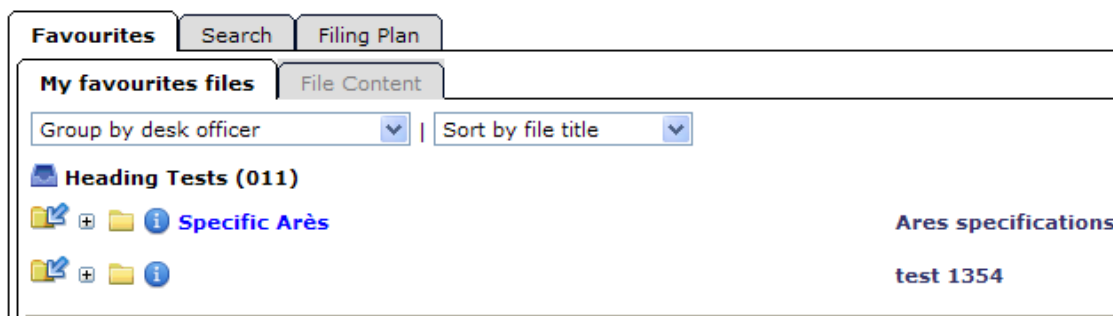 Favourites Search Filing Plan
My favourites files File Content
Group by desk officer | Sort by file title
Heading Tests (011)
Specific Arès Ares specifications
test 1354